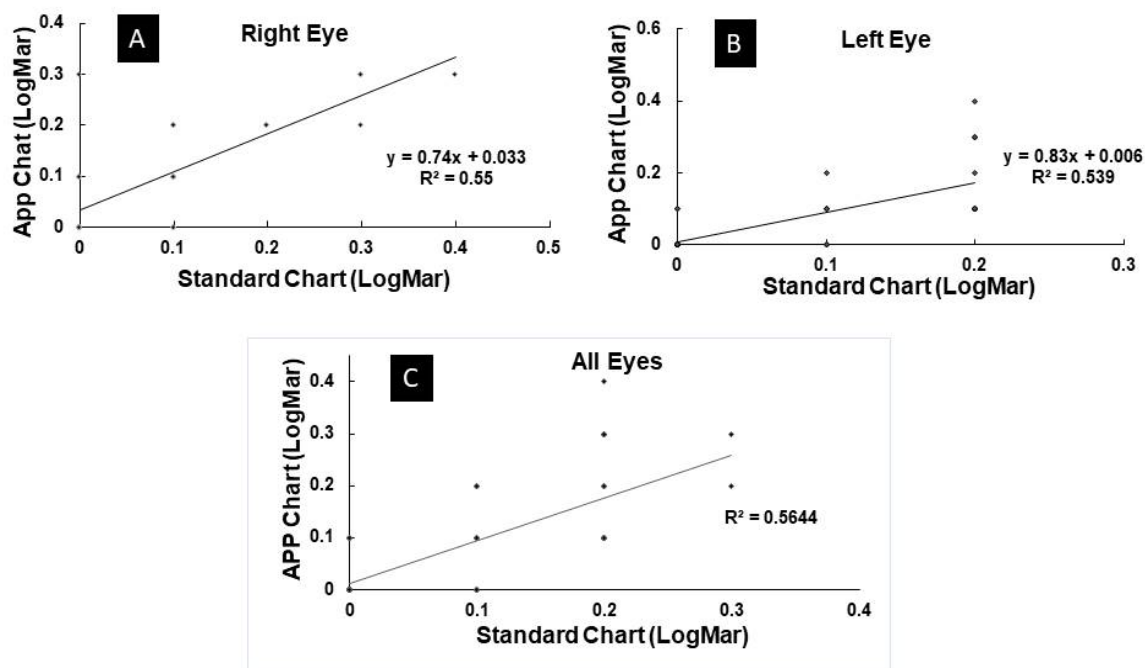 A
Right Eye
App Chat (LogMar)
0.4
0.3
0.2
0.1
0
y = 0.74x + 0.033
R² = 0.55
0 0.1 0.2 0.3 0.4 0.5
Standard Chart (LogMar)
B
Left Eye
App Chart (LogMar)
0.6
0.4
0.2
0
y = 0.83x + 0.006
R² = 0.539
0 0.1 0.2 0.3
Standard Chart (LogMar)
C
All Eyes
APP Chart (LogMar)
0.4
0.3
0.2
0.1
0
R² = 0.5644
0 0.1 0.2 0.3 0.4
Standard Chart (LogMar)